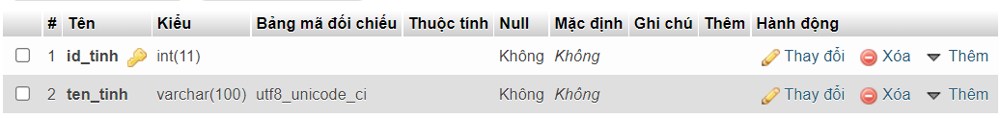 # Tên Kiểu Bảng mã đối chiếu Thuộc tính Null Mặc định Ghi chú Thêm Hành động
1 id_tinh int(11) Không Không Thay đổi Xóa Thêm
2 ten_tinh varchar(100) utf8_unicode_ci Không Không Thay đổi Xóa Thêm